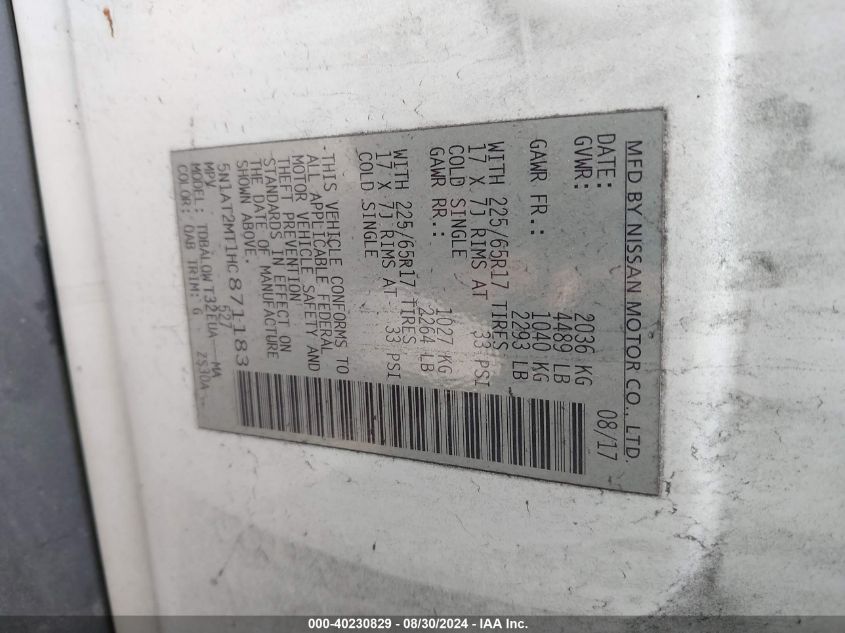 MFD BY NISSAN MOTOR CO., LTD.
DATE: 08/17
GVWR: 2036 KG
4489 LB
GAWR FR.: 1040 KG
2293 LB
WITH 225/65R17 TIRES
17 X 7J RIMS AT 33 PSI
COLD SINGLE
GAWR RR.: 1027 KG
2264 LB
WITH 225/65R17 TIRES
17 X 7J RIMS AT 33 PSI
COLD SINGLE
THIS VEHICLE CONFORMS TO
ALL APPLICABLE FEDERAL
MOTOR VEHICLE SAFETY AND
THEFT PREVENTION
STANDARDS IN EFFECT ON
THE DATE OF MANUFACTURE
SHOWN ABOVE.
5N1AT2MT1HC871183
MPV 627 MA
MODEL: TDBALOWT32EUA
COLOR: QAB TRIM: G
000-40230829 - 08/30/2024 - IAA Inc.